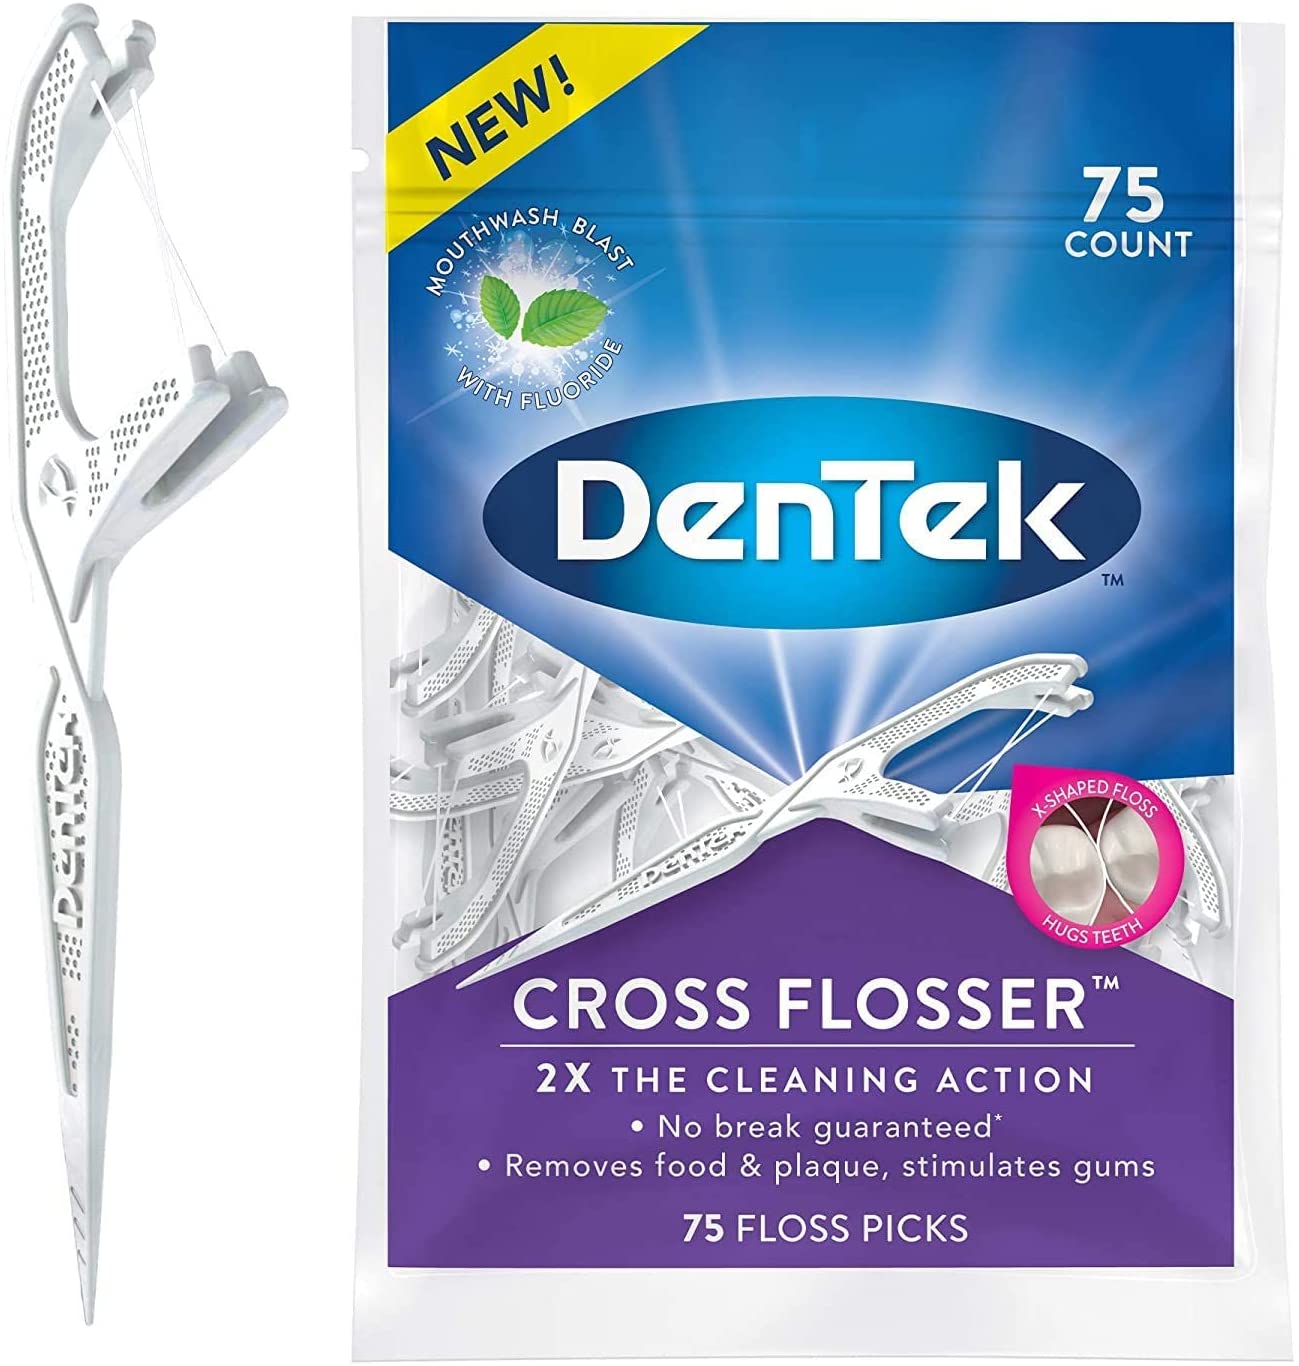 NEW!
75
COUNT
MOUTHWASH BLAST
WITH FLUORIDE
DenTek
™
DenTek
DenTek
X-SHAPED FLOSS
HUGS TEETH
CROSS FLOSSER™
2X THE CLEANING ACTION
• No break guaranteed*
• Removes food & plaque, stimulates gums
75 FLOSS PICKS